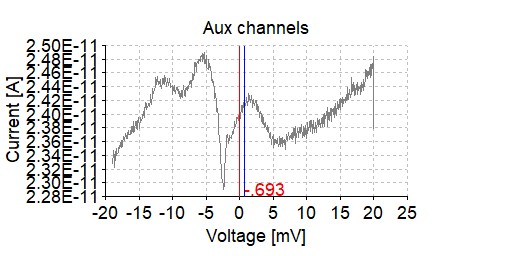 Aux channels
2.50E-11
2.48E-11
2.46E-11
2.44E-11
2.42E-11
2.40E-11
2.38E-11
2.36E-11
2.34E-11
2.32E-11
2.30E-11
2.28E-11
Current [A]
-.693
-20 -15 -10 -5 0 5 10 15 20 25
Voltage [mV]